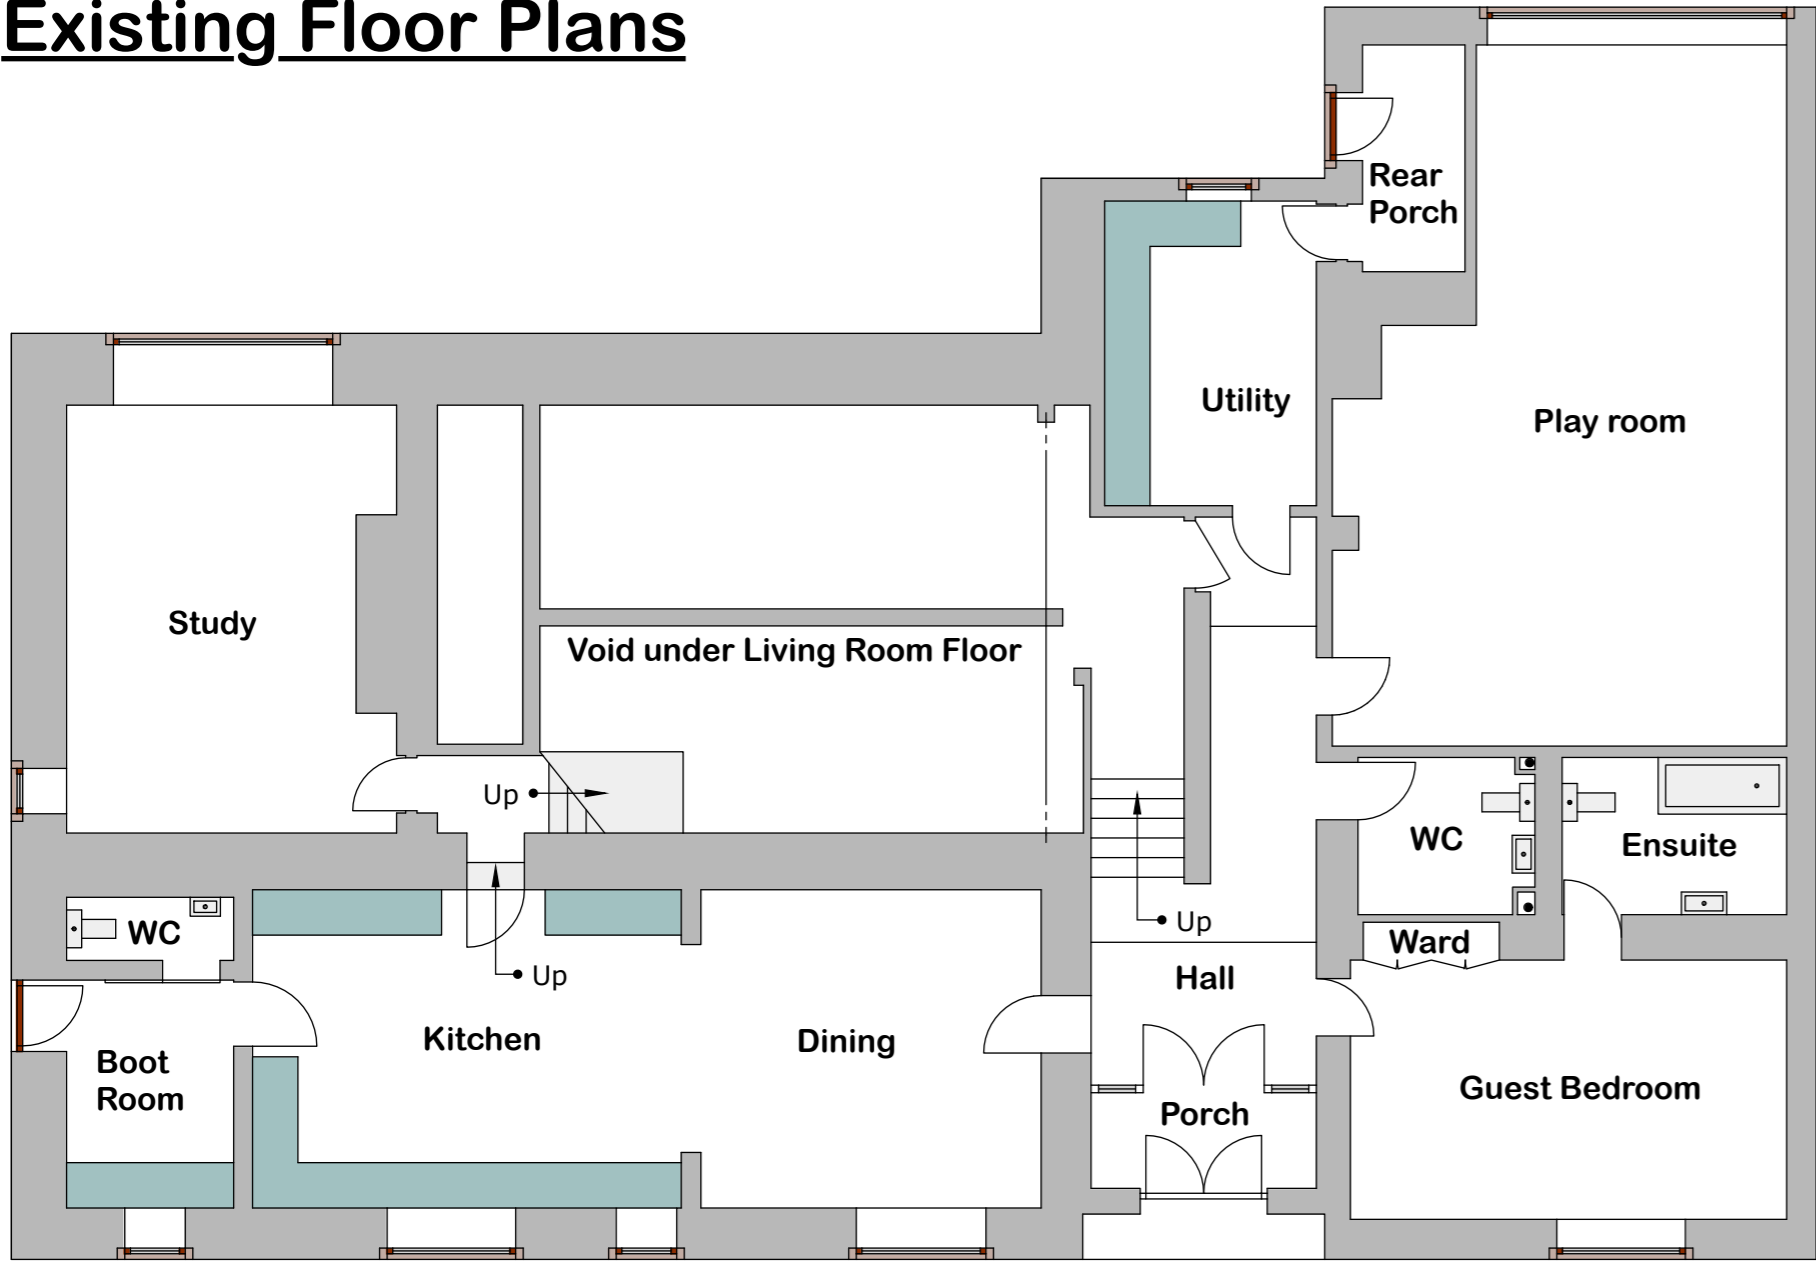 Existing Floor Plans
Rear
Porch
Utility
Play room
Study
Void under Living Room Floor
Up
WC
Ensuite
WC
Up
Ward
Up
Hall
Kitchen
Dining
Boot
Room
Guest Bedroom
Porch